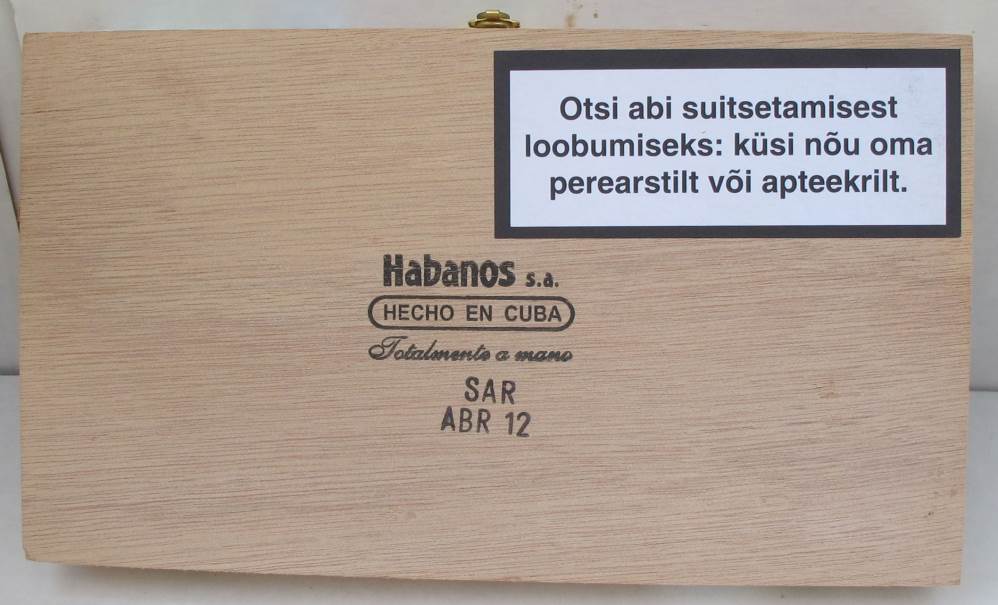 Otsi abi suitsetamisest
loobumiseks: küsi nõu oma
perearstilt või apteekrilt.
Habanos s.a.
HECHO EN CUBA
Totalmente a mano
SAR
ABR 12